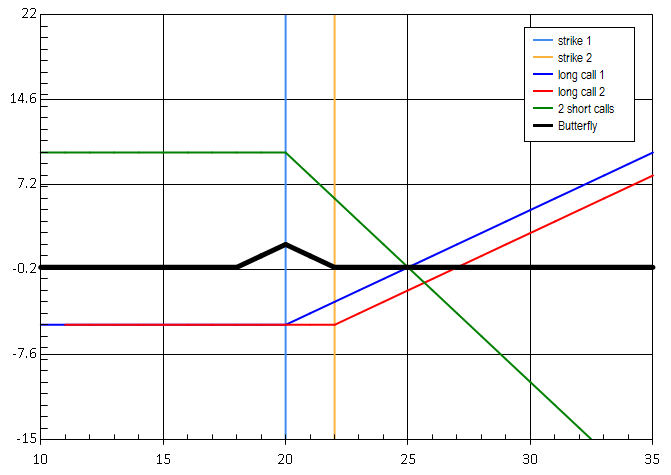 22
14.6
7.2
-0.2
-7.6
-15
10 15 20 25 30 35
strike 1
strike 2
long call 1
long call 2
2 short calls
Butterfly